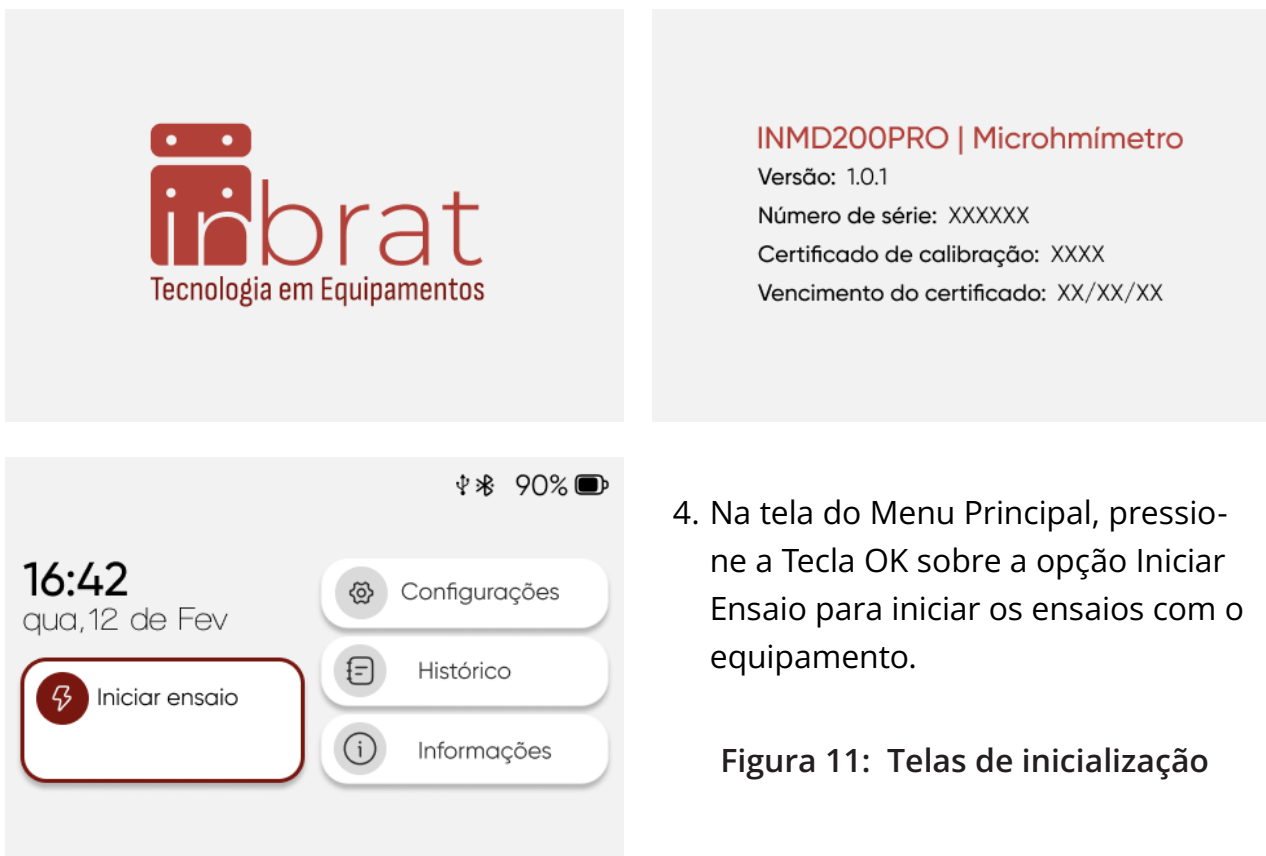 inbrat
Tecnologia em Equipamentos
INMD200PRO | Microhmímetro
Versão: 1.0.1
Número de série: XXXXXX
Certificado de calibração: XXXX
Vencimento do certificado: XX/XX/XX
90%
16:42
qua, 12 de Fev
Iniciar ensaio
Configurações
Histórico
Informações
4. Na tela do Menu Principal, pressio-
ne a Tecla OK sobre a opção Iniciar
Ensaio para iniciar os ensaios com o
equipamento.
Figura 11: Telas de inicialização